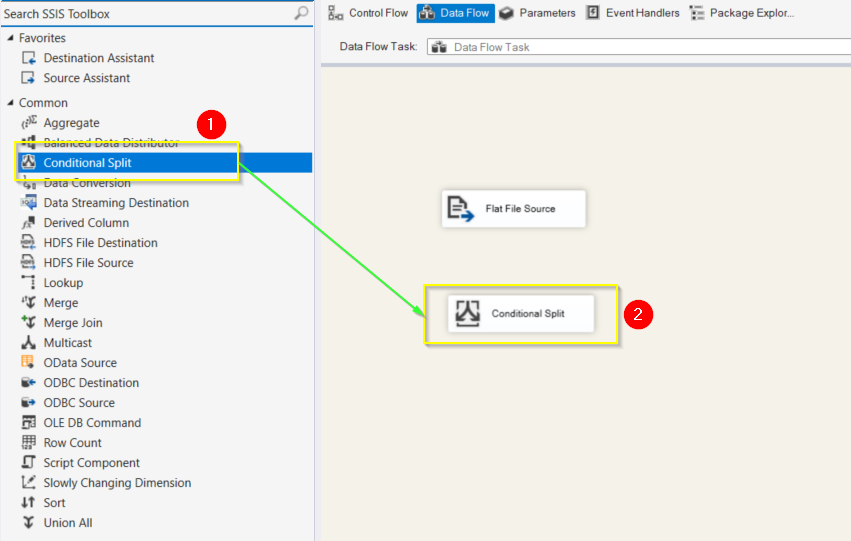 Search SSIS Toolbox
Favorites
Destination Assistant
Source Assistant
Common
Aggregate
1
Balanced Data Distributor
Conditional Split
Data Conversion
Data Streaming Destination
Derived Column
HDFS File Destination
HDFS File Source
Lookup
Merge
Merge Join
Multicast
OData Source
ODBC Destination
ODBC Source
OLE DB Command
Row Count
Script Component
Slowly Changing Dimension
Sort
Union All
Control Flow Data Flow Parameters Event Handlers Package Explor...
Data Flow Task: Data Flow Task
Flat File Source
Conditional Split
2